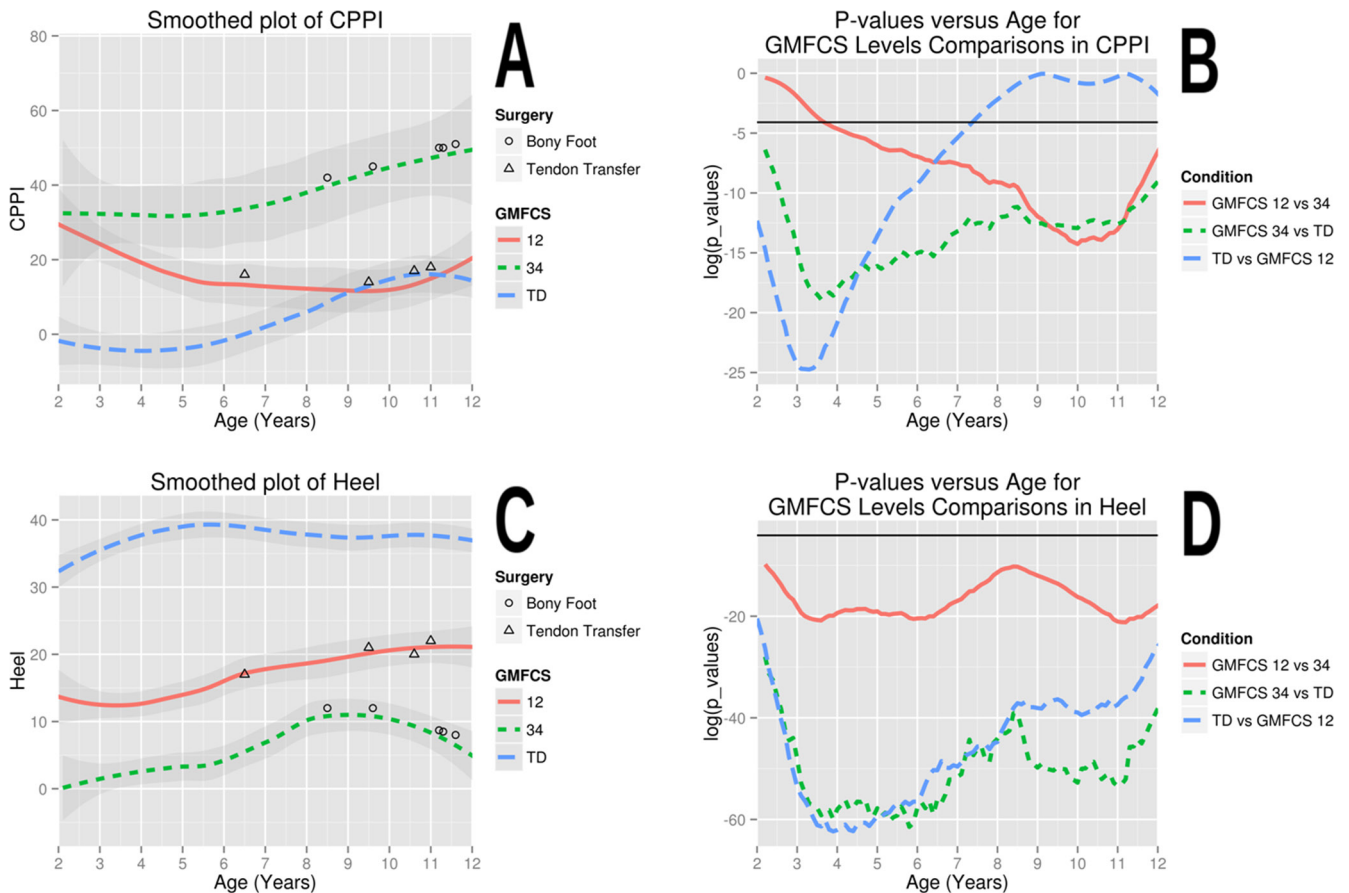 Smoothed plot of CPPI
A
CPPI
80
60
40
20
0
2 3 4 5 6 7 8 9 10 11 12
Age (Years)
Surgery
Bony Foot
Tendon Transfer
GMFCS
12
34
TD
P-values versus Age for
GMFCS Levels Comparisons in CPPI
B
log(p_values)
0
-5
-10
-15
-20
-25
2 3 4 5 6 7 8 9 10 11 12
Age (Years)
Condition
GMFCS 12 vs 34
GMFCS 34 vs TD
TD vs GMFCS 12
Smoothed plot of Heel
C
Heel
40
30
20
10
0
2 3 4 5 6 7 8 9 10 11 12
Age (Years)
Surgery
Bony Foot
Tendon Transfer
GMFCS
12
34
TD
P-values versus Age for
GMFCS Levels Comparisons in Heel
D
log(p_values)
-20
-40
-60
2 3 4 5 6 7 8 9 10 11 12
Age (Years)
Condition
GMFCS 12 vs 34
GMFCS 34 vs TD
TD vs GMFCS 12